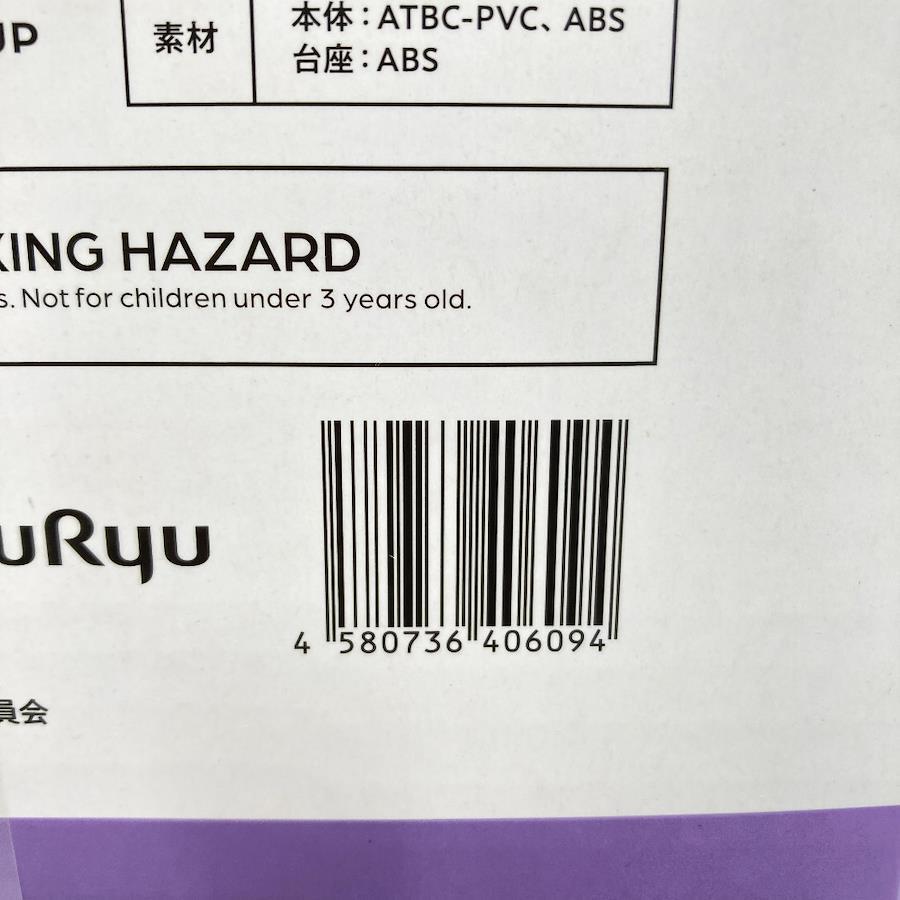 UP
素材
本体：ATBC-PVC、ABS
台座：ABS
KING HAZARD
s. Not for children under 3 years old.
uRyu
4 580736 406094
員会